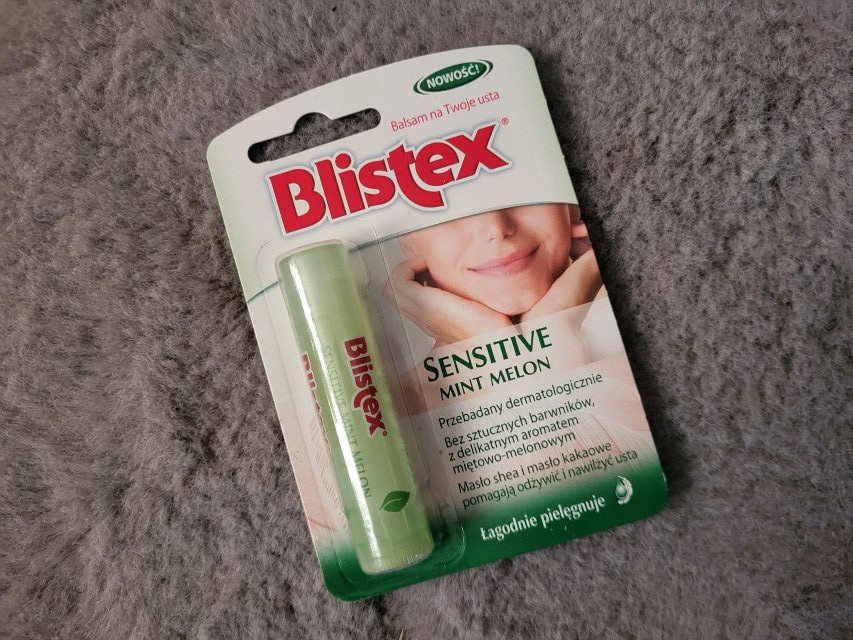 NOWOŚĆ!
Balsam na Twoje usta
Blistex®
SENSITIVE
MINT MELON
Przebadany dermatologicznie
Bez sztucznych barwników,
z delikatnym aromatem
miętowo-melonowym
Masło shea i masło kakaowe
pomagają odżywić i nawilżyć usta
Łagodnie pielęgnuje
Blistex®
SENSITIVE MINT MELON